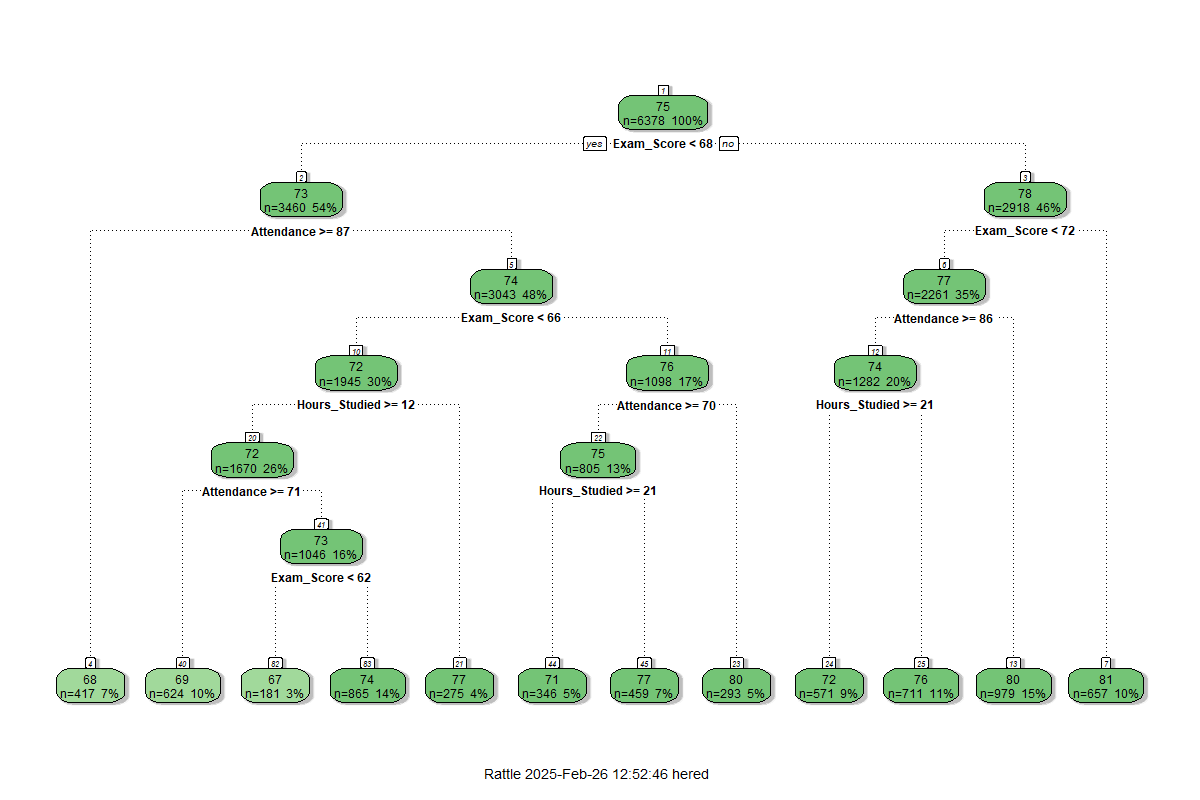 1
75
n=6378 100%
yes Exam_Score < 68 no
2
73
n=3460 54%
3
78
n=2918 46%
Attendance >= 87
Exam_Score < 72
5
74
n=3043 48%
6
77
n=2261 35%
Exam_Score < 66
Attendance >= 86
10
72
n=1945 30%
11
76
n=1098 17%
12
74
n=1282 20%
Hours_Studied >= 12
Attendance >= 70
Hours_Studied >= 21
20
72
n=1670 26%
22
75
n=805 13%
Attendance >= 71
Hours_Studied >= 21
41
73
n=1046 16%
Exam_Score < 62
4
68
n=417 7%
40
69
n=624 10%
82
67
n=181 3%
83
74
n=865 14%
21
77
n=275 4%
44
71
n=346 5%
45
77
n=459 7%
23
80
n=293 5%
24
72
n=571 9%
25
76
n=711 11%
13
80
n=979 15%
7
81
n=657 10%
Rattle 2025-Feb-26 12:52:46 hered